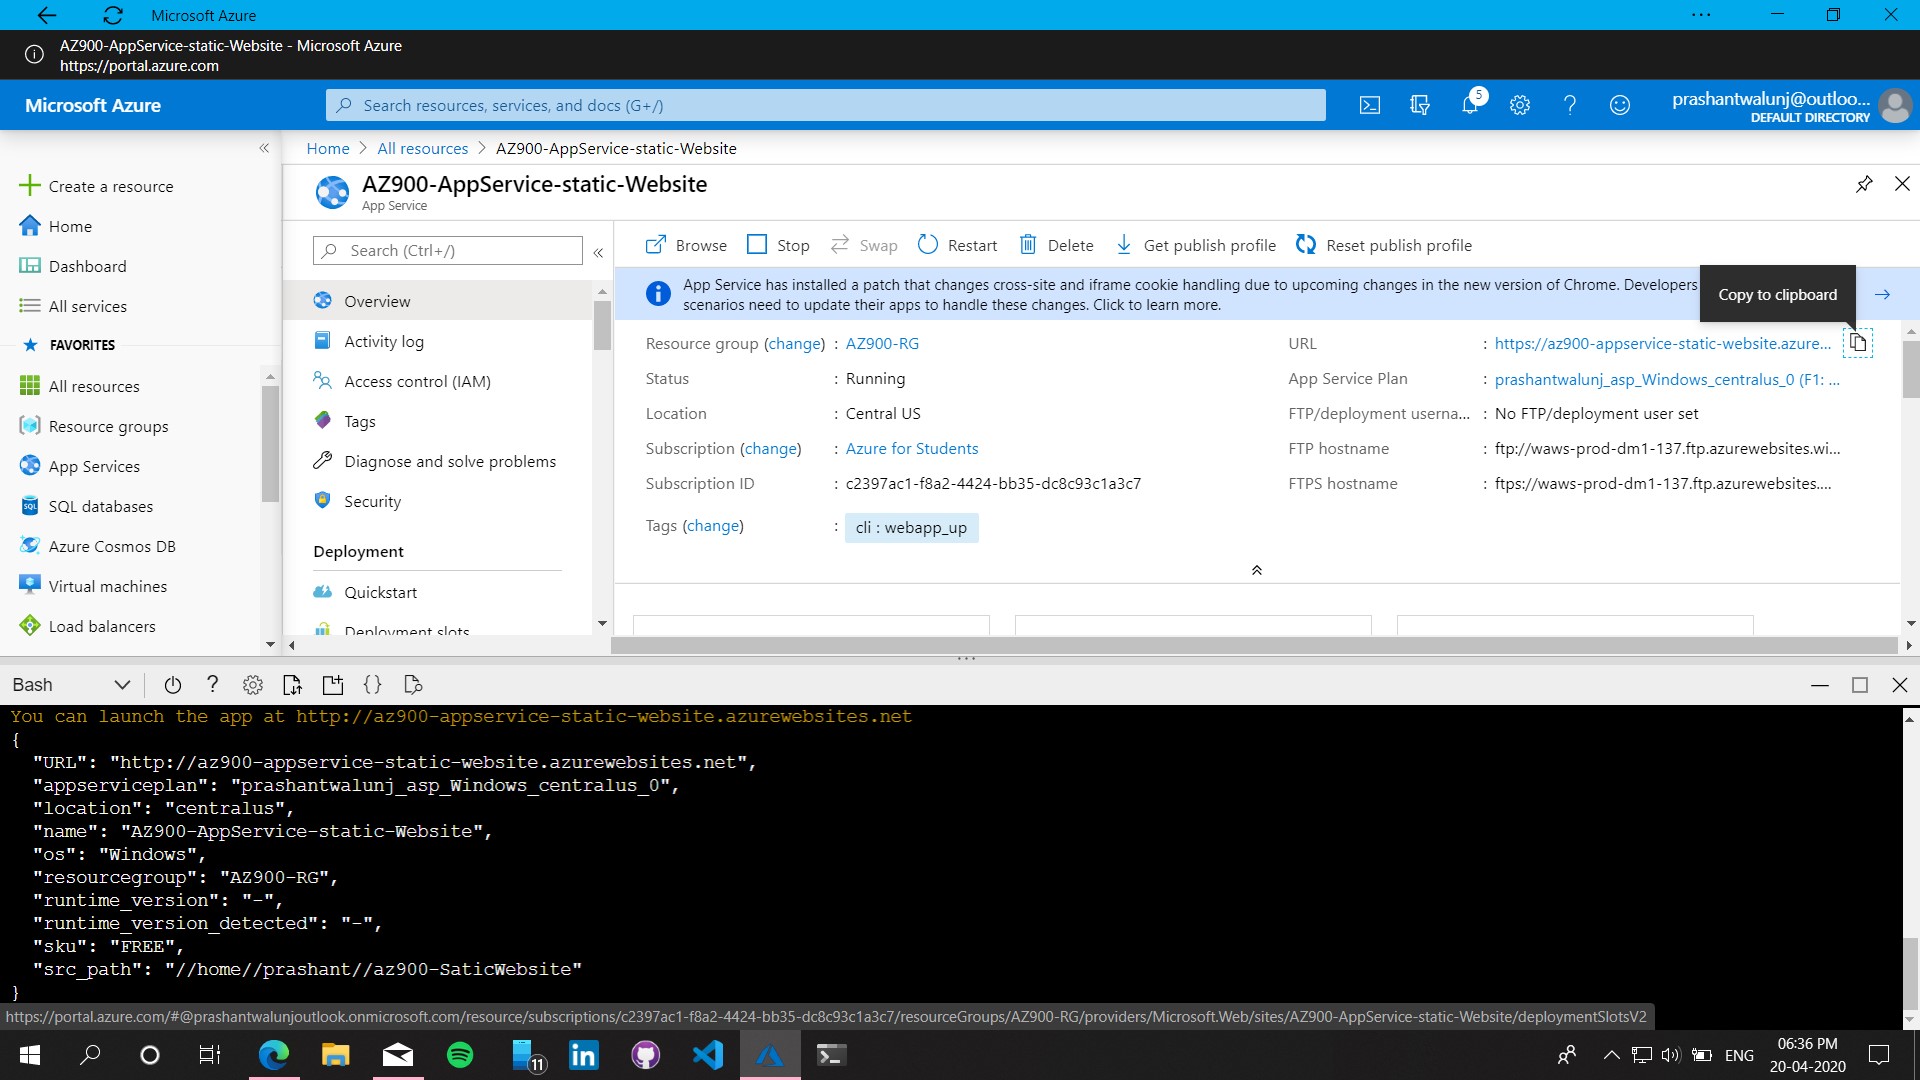 Microsoft Azure
AZ900-AppService-static-Website - Microsoft Azure
https://portal.azure.com
Microsoft Azure
Search resources, services, and docs (G+/)
5
prashantwalunj@outloo...
DEFAULT DIRECTORY
Home > All resources > AZ900-AppService-static-Website
AZ900-AppService-static-Website
App Service
Create a resource
Home
Dashboard
All services
FAVORITES
All resources
Resource groups
App Services
SQL databases
Azure Cosmos DB
Virtual machines
Load balancers
Search (Ctrl+/)
Overview
Activity log
Access control (IAM)
Tags
Diagnose and solve problems
Security
Deployment
Quickstart
Deployment slots
Browse Stop Swap Restart Delete Get publish profile Reset publish profile
App Service has installed a patch that changes cross-site and iframe cookie handling due to upcoming changes in the new version of Chrome. Developers
scenarios need to update their apps to handle these changes. Click to learn more.
Copy to clipboard
Resource group (change) : AZ900-RG
Status : Running
Location : Central US
Subscription (change) : Azure for Students
Subscription ID : c2397ac1-f8a2-4424-bb35-dc8c93c1a3c7
Tags (change) : cli : webapp_up
URL : https://az900-appservice-static-website.azure...
App Service Plan : prashantwalunj_asp_Windows_centralus_0 (F1: ...
FTP/deployment userna... : No FTP/deployment user set
FTP hostname : ftp://waws-prod-dm1-137.ftp.azurewebsites.wi...
FTPS hostname : ftps://waws-prod-dm1-137.ftp.azurewebsites....
Bash
You can launch the app at http://az900-appservice-static-website.azurewebsites.net
{
"URL": "http://az900-appservice-static-website.azurewebsites.net",
"appserviceplan": "prashantwalunj_asp_Windows_centralus_0",
"location": "centralus",
"name": "AZ900-AppService-static-Website",
"os": "Windows",
"resourcegroup": "AZ900-RG",
"runtime_version": "-",
"runtime_version_detected": "-",
"sku": "FREE",
"src_path": "//home//prashant//az900-SaticWebsite"
}
https://portal.azure.com/#@prashantwalunjoutlook.onmicrosoft.com/resource/subscriptions/c2397ac1-f8a2-4424-bb35-dc8c93c1a3c7/resourceGroups/AZ900-RG/providers/Microsoft.Web/sites/AZ900-AppService-static-Website/deploymentSlotsV2
11
ENG
06:36 PM
20-04-2020